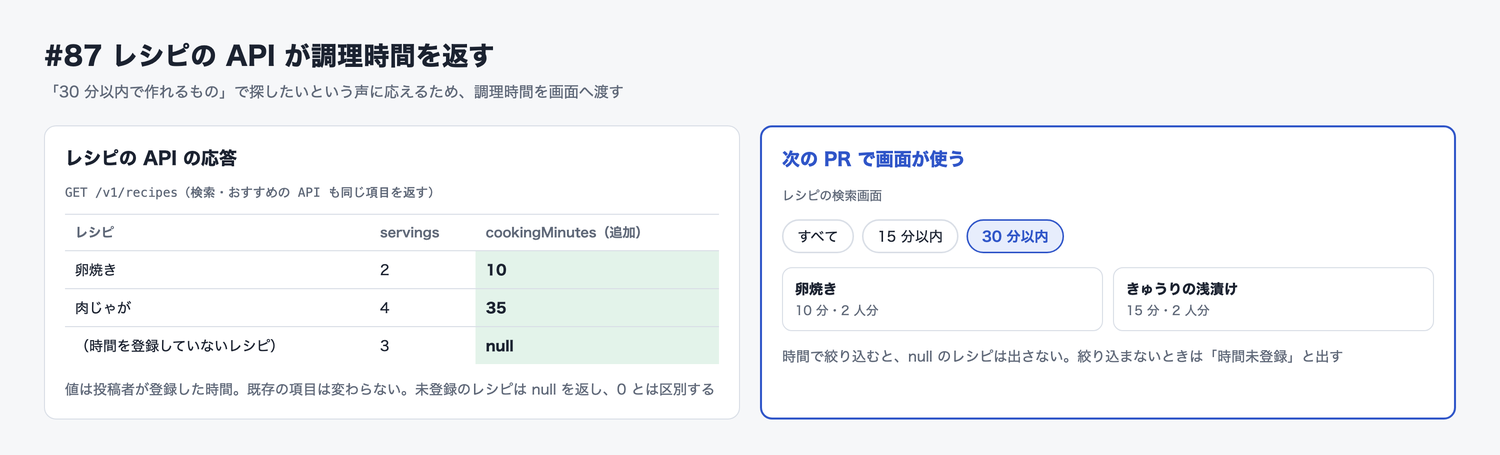 #87 レシピの API が調理時間を返す
「30 分以内で作れるもの」で探したいという声に応えるため、調理時間を画面へ渡す
レシピの API の応答
GET /v1/recipes（検索・おすすめの API も同じ項目を返す）
レシピ servings cookingMinutes（追加）
卵焼き 2 10
肉じゃが 4 35
（時間を登録していないレシピ） 3 null
値は投稿者が登録した時間。既存の項目は変わらない。未登録のレシピは null を返し、0 とは区別する
次の PR で画面が使う
レシピの検索画面
すべて 15 分以内 30 分以内
卵焼き
10 分・2 人分
きゅうりの浅漬け
15 分・2 人分
時間で絞り込むと、null のレシピは出さない。絞り込まないときは「時間未登録」と出す